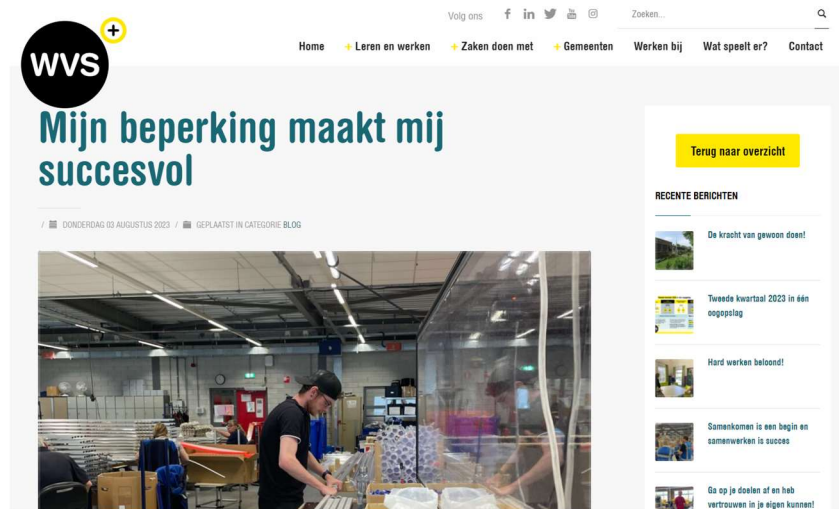 Volg ons
Zoeken...
WVS
+
Home
+ Leren en werken
+ Zaken doen met
+ Gemeenten
Werken bij
Wat speelt er?
Contact
Mijn beperking maakt mij
succesvol
/ DONDERDAG 03 AUGUSTUS 2023 / GEPLAATST IN CATEGORIE BLOG
Terug naar overzicht
RECENTE BERICHTEN
De kracht van gewoon doen!
Tweede kwartaal 2023 in één
oogopslag
Hard werken beloond!
Samenkomen is een begin en
samenwerken is succes
Ga op je doelen af en heb
vertrouwen in je eigen kunnen!